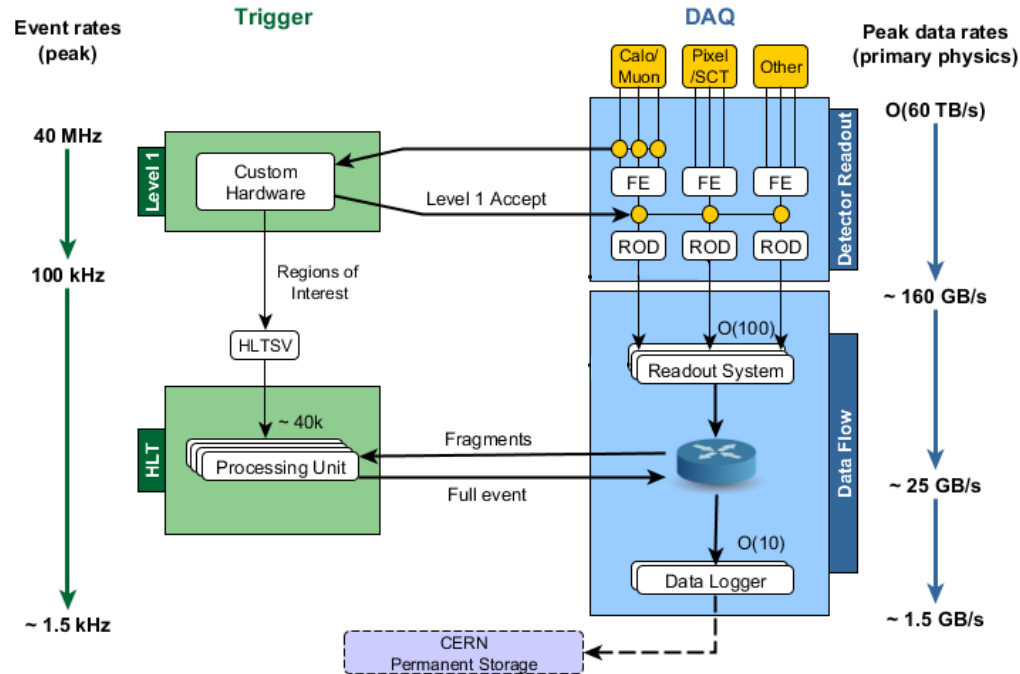 Trigger
DAQ
Event rates
(peak)
Peak data rates
(primary physics)
Calo/
Muon
Pixel
/SCT
Other
40 MHz
O(60 TB/s)
Level 1
Custom
Hardware
FE
FE
FE
Detector Readout
Level 1 Accept
ROD
ROD
ROD
100 kHz
Regions of
Interest
~ 160 GB/s
HLTSV
O(100)
Readout System
~ 40k
HLT
Processing Unit
Fragments
Full event
Data Flow
~ 25 GB/s
O(10)
Data Logger
~ 1.5 kHz
~ 1.5 GB/s
CERN
Permanent Storage